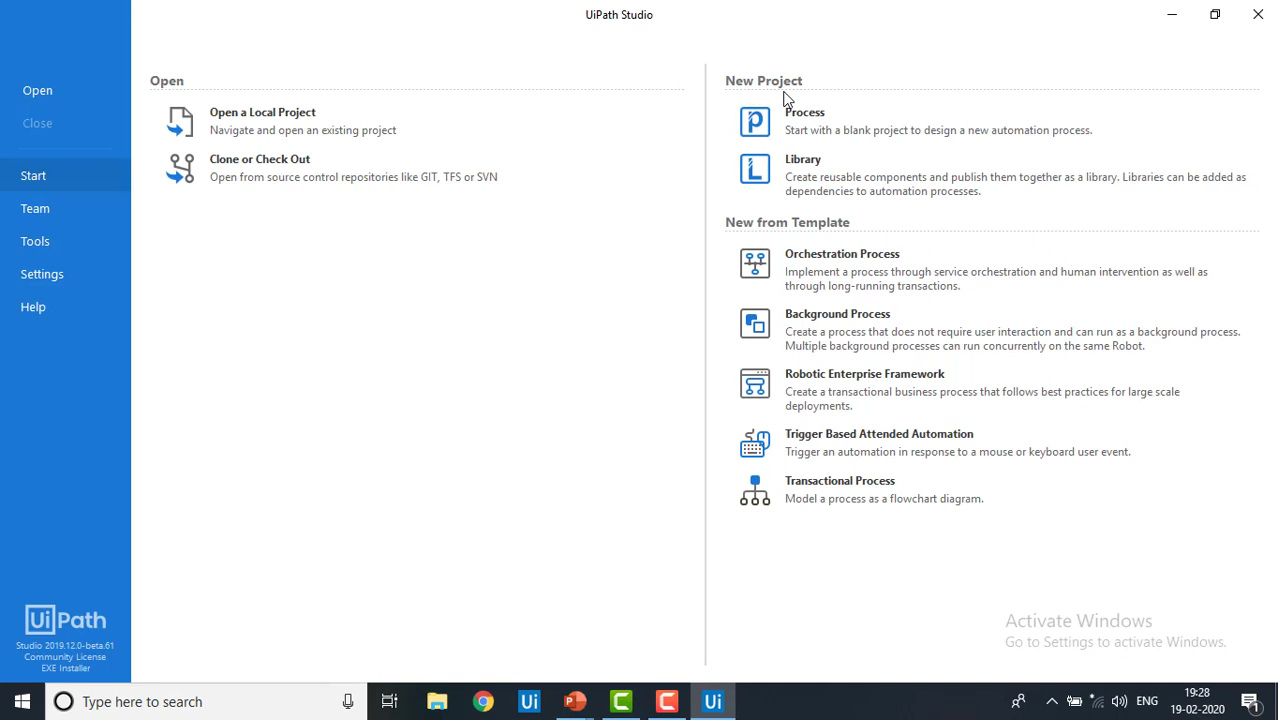 UiPath Studio
Open
Close
Start
Team
Tools
Settings
Help
UiPath
Studio 2019.12.0-beta.61
Community License
EXE Installer
Open
Open a Local Project
Navigate and open an existing project
Clone or Check Out
Open from source control repositories like GIT, TFS or SVN
New Project
Process
Start with a blank project to design a new automation process.
Library
Create reusable components and publish them together as a library. Libraries can be added as
dependencies to automation processes.
New from Template
Orchestration Process
Implement a process through service orchestration and human intervention as well as
through long-running transactions.
Background Process
Create a process that does not require user interaction and can run as a background process.
Multiple background processes can run concurrently on the same Robot.
Robotic Enterprise Framework
Create a transactional business process that follows best practices for large scale
deployments.
Trigger Based Attended Automation
Trigger an automation in response to a mouse or keyboard user event.
Transactional Process
Model a process as a flowchart diagram.
Activate Windows
Go to Settings to activate Windows.
Type here to search
Ui
Ui
ENG
19:28
19-02-2020
1